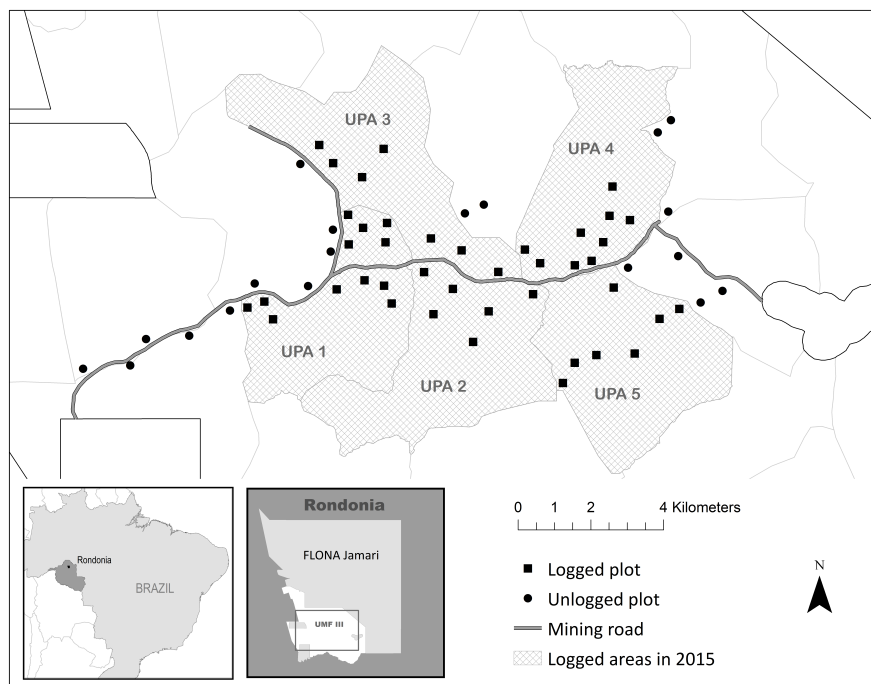 UPA 3
UPA 4
UPA 1
UPA 2
UPA 5
Rondonia
BRAZIL
Rondonia
FLONA Jamari
UMF III
0 1 2 4 Kilometers
Logged plot
Unlogged plot
Mining road
Logged areas in 2015
N